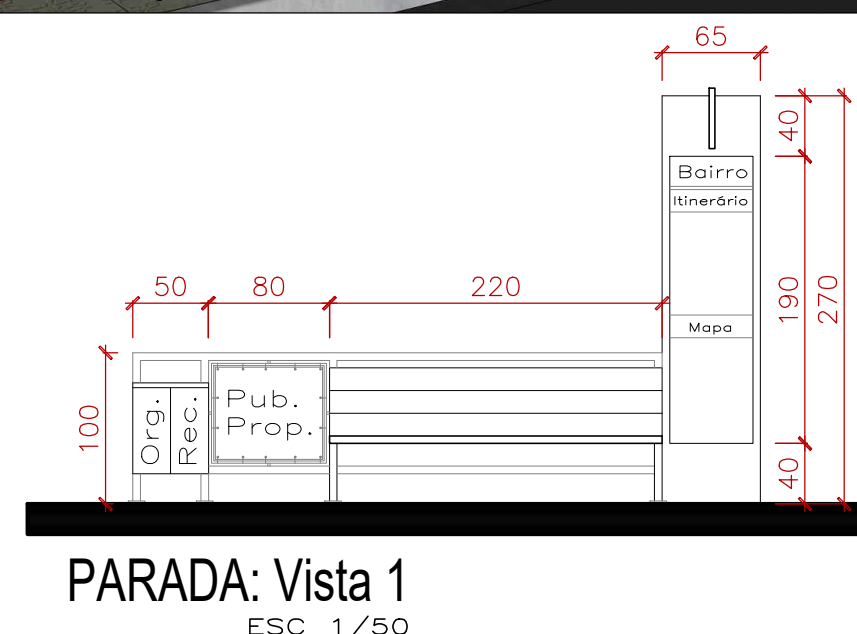 65
40
Bairro
Itinerário
50
80
220
190
270
Mapa
100
Org.
Rec.
Pub.
Prop.
40
PARADA: Vista 1
ESC 1/50